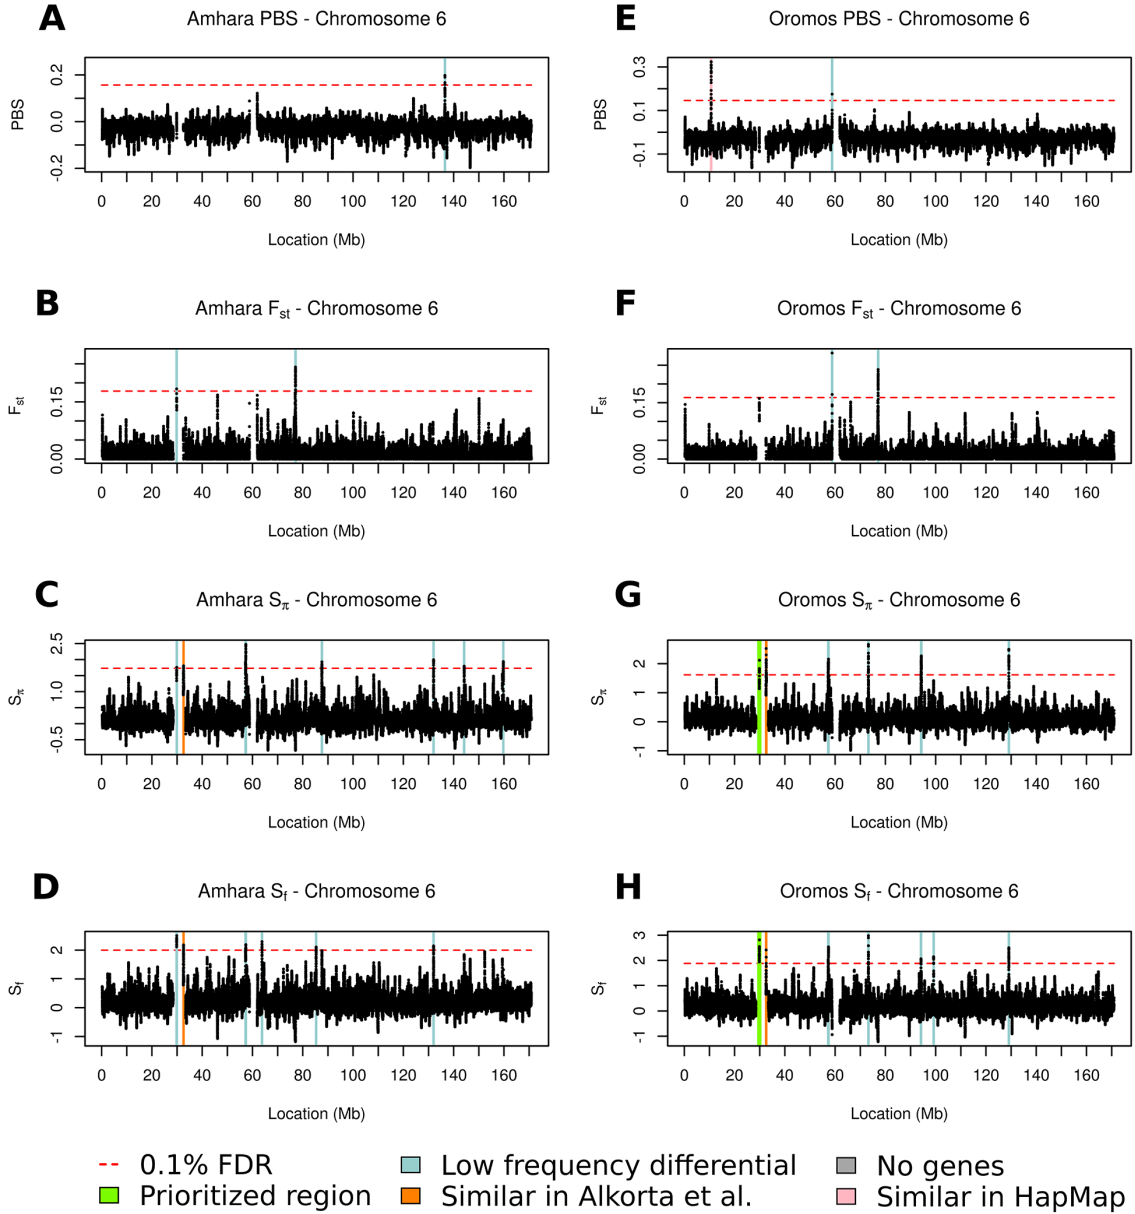 A
Amhara PBS - Chromosome 6
PBS
0.2
0.0
-0.2
0 20 40 60 80 100 120 140 160
Location (Mb)
E
Oromos PBS - Chromosome 6
PBS
0.3
0.1
-0.1
0 20 40 60 80 100 120 140 160
Location (Mb)
B
Amhara Fst - Chromosome 6
Fst
0.15
0.00
0 20 40 60 80 100 120 140 160
Location (Mb)
F
Oromos Fst - Chromosome 6
Fst
0.15
0.00
0 20 40 60 80 100 120 140 160
Location (Mb)
C
Amhara Sπ - Chromosome 6
Sπ
2.5
1.0
-0.5
0 20 40 60 80 100 120 140 160
Location (Mb)
G
Oromos Sπ - Chromosome 6
Sπ
2
1
0
-1
0 20 40 60 80 100 120 140 160
Location (Mb)
D
Amhara Sf - Chromosome 6
Sf
2
1
0
-1
0 20 40 60 80 100 120 140 160
Location (Mb)
H
Oromos Sf - Chromosome 6
Sf
3
2
1
0
-1
0 20 40 60 80 100 120 140 160
Location (Mb)
0.1% FDR
Low frequency differential
No genes
Prioritized region
Similar in Alkorta et al.
Similar in HapMap